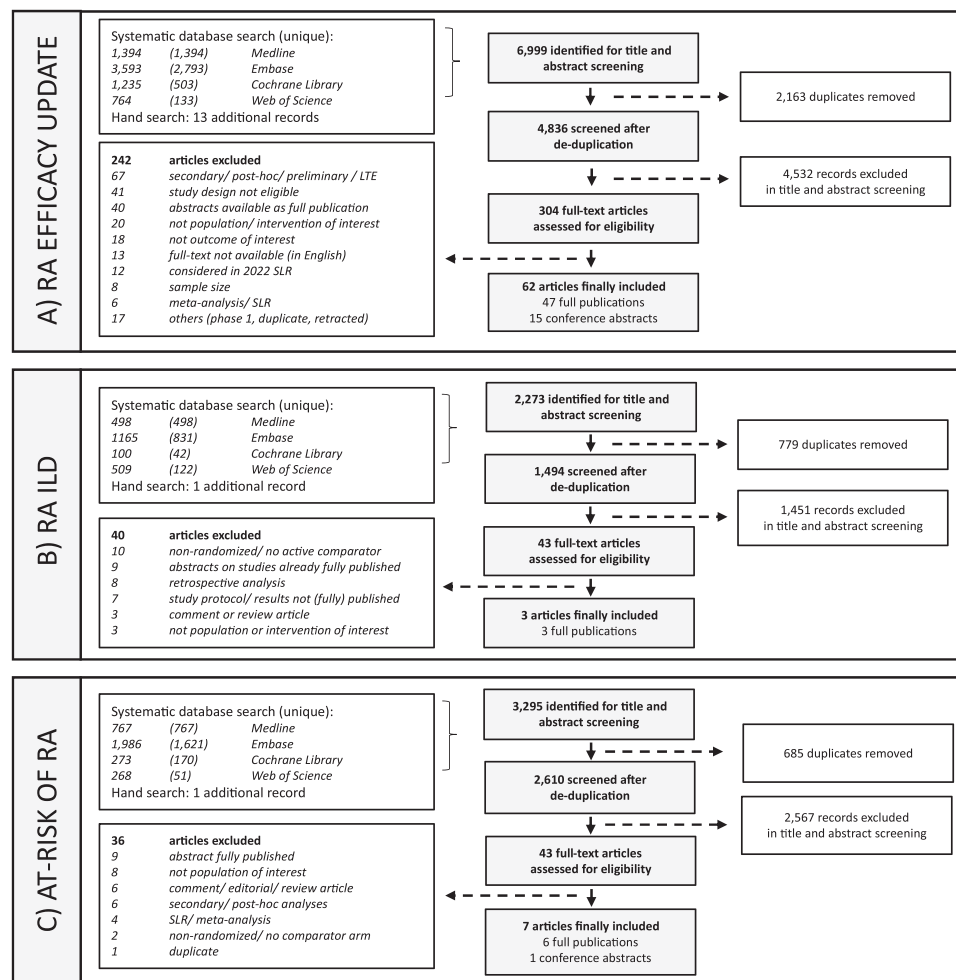 A) RA EFFICACY UPDATE
Systematic database search (unique):
1,394 (1,394) Medline
3,593 (2,793) Embase
1,235 (503) Cochrane Library
764 (133) Web of Science
Hand search: 13 additional records
6,999 identified for title and
abstract screening
2,163 duplicates removed
4,836 screened after
de-duplication
4,532 records excluded
in title and abstract screening
304 full-text articles
assessed for eligibility
242 articles excluded
67 secondary/ post-hoc/ preliminary / LTE
41 study design not eligible
40 abstracts available as full publication
20 not population/ intervention of interest
18 not outcome of interest
13 full-text not available (in English)
12 considered in 2022 SLR
8 sample size
6 meta-analysis/ SLR
17 others (phase 1, duplicate, retracted)
62 articles finally included
47 full publications
15 conference abstracts
B) RA ILD
Systematic database search (unique):
498 (498) Medline
1165 (831) Embase
100 (42) Cochrane Library
509 (122) Web of Science
Hand search: 1 additional record
2,273 identified for title and
abstract screening
779 duplicates removed
1,494 screened after
de-duplication
1,451 records excluded
in title and abstract screening
43 full-text articles
assessed for eligibility
40 articles excluded
10 non-randomized/ no active comparator
9 abstracts on studies already fully published
8 retrospective analysis
7 study protocol/ results not (fully) published
3 comment or review article
3 not population or intervention of interest
3 articles finally included
3 full publications
C) AT-RISK OF RA
Systematic database search (unique):
767 (767) Medline
1,986 (1,621) Embase
273 (170) Cochrane Library
268 (51) Web of Science
Hand search: 1 additional record
3,295 identified for title and
abstract screening
685 duplicates removed
2,610 screened after
de-duplication
2,567 records excluded
in title and abstract screening
43 full-text articles
assessed for eligibility
36 articles excluded
9 abstract fully published
8 not population of interest
6 comment/ editorial/ review article
6 secondary/ post-hoc analyses
4 SLR/ meta-analysis
2 non-randomized/ no comparator arm
1 duplicate
7 articles finally included
6 full publications
1 conference abstracts